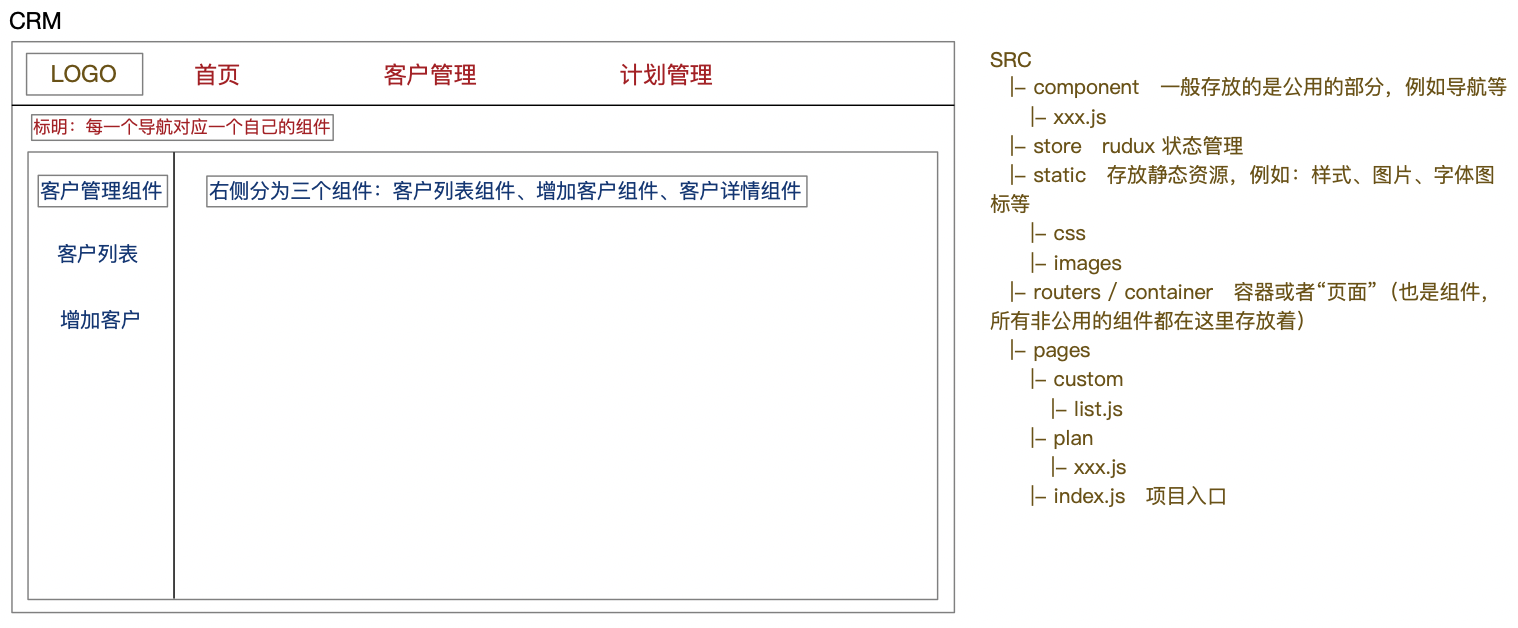 CRM
LOGO 首页 客户管理 计划管理
标明：每一个导航对应一个自己的组件
客户管理组件
客户列表
增加客户
右侧分为三个组件：客户列表组件、增加客户组件、客户详情组件
SRC
|- component 一般存放的是公用的部分，例如导航等
|- xxx.js
|- store rudux 状态管理
|- static 存放静态资源，例如：样式、图片、字体图
标等
|- css
|- images
|- routers / container 容器或者“页面”（也是组件，
所有非公用的组件都在这里存放着）
|- pages
|- custom
|- list.js
|- plan
|- xxx.js
|- index.js 项目入口